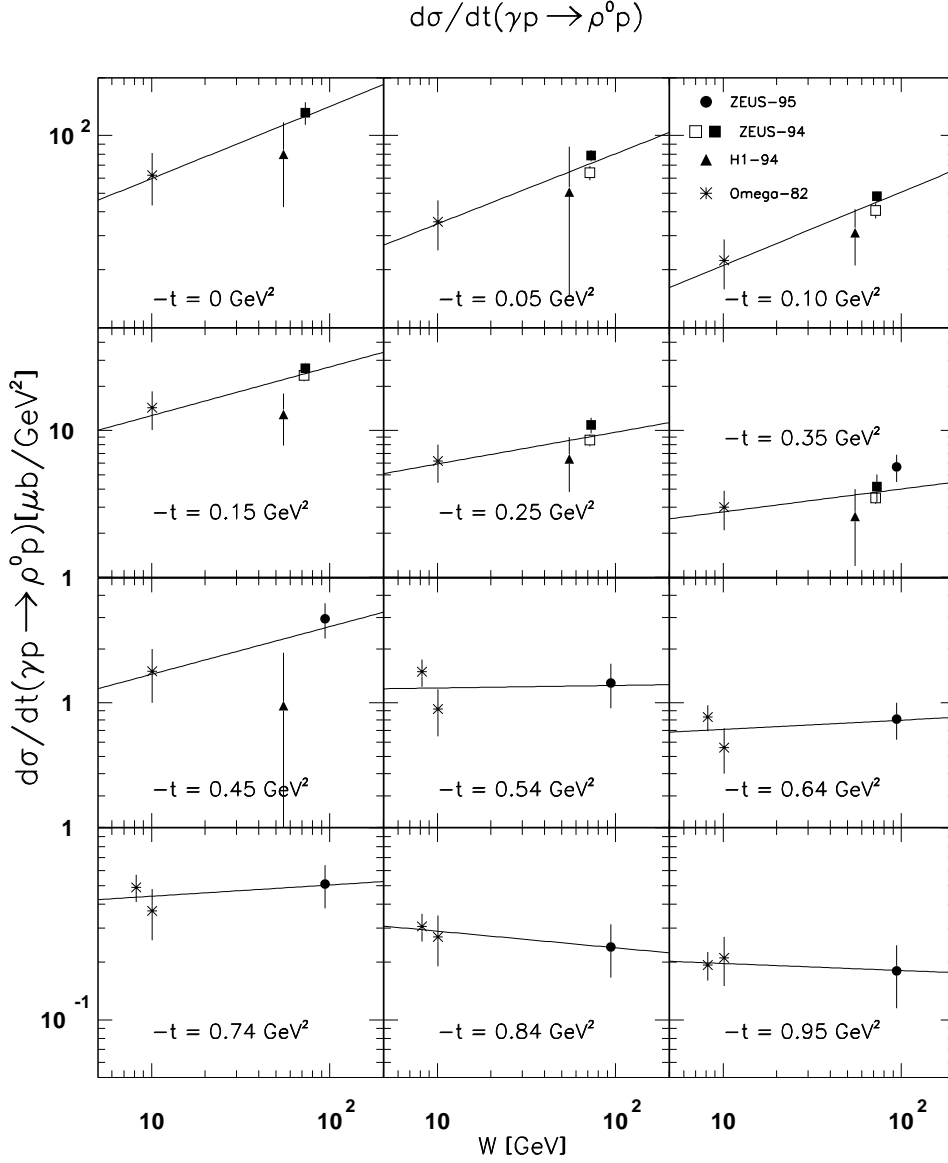 dσ/dt(γp → ρ⁰p)
dσ/dt(γp → ρ⁰p)[μb/GeV²]
10²
-t = 0 GeV²
-t = 0.05 GeV²
ZEUS-95
ZEUS-94
H1-94
Omega-82
-t = 0.10 GeV²
10
-t = 0.15 GeV²
-t = 0.25 GeV²
-t = 0.35 GeV²
1
1
-t = 0.45 GeV²
-t = 0.54 GeV²
-t = 0.64 GeV²
1
10⁻¹
-t = 0.74 GeV²
-t = 0.84 GeV²
-t = 0.95 GeV²
10 10² 10 10² 10 10²
W [GeV]